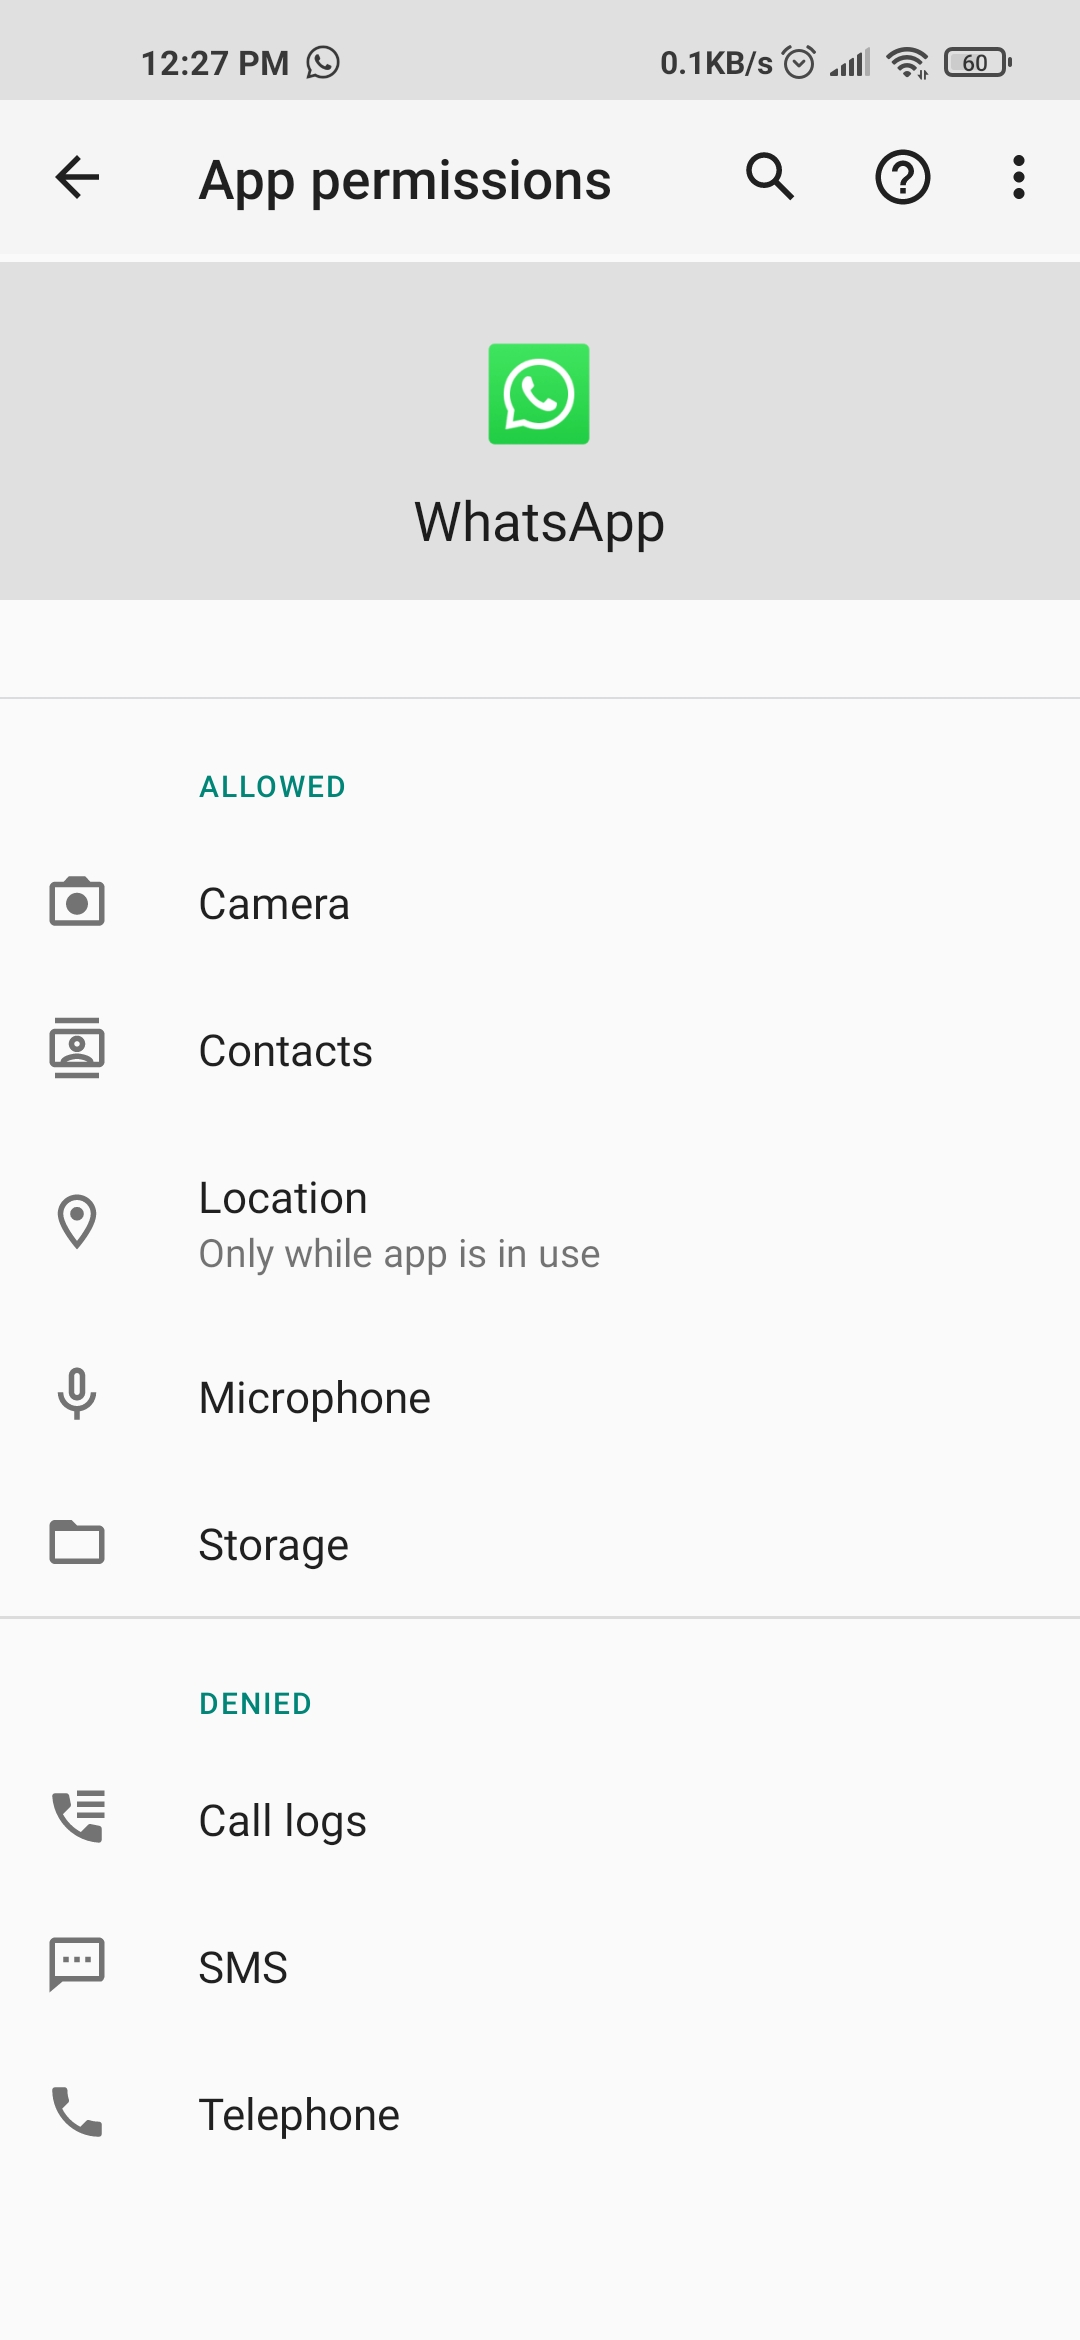 12:27 PM 0.1KB/s 60
App permissions
WhatsApp
ALLOWED
Camera
Contacts
Location
Only while app is in use
Microphone
Storage
DENIED
Call logs
SMS
Telephone